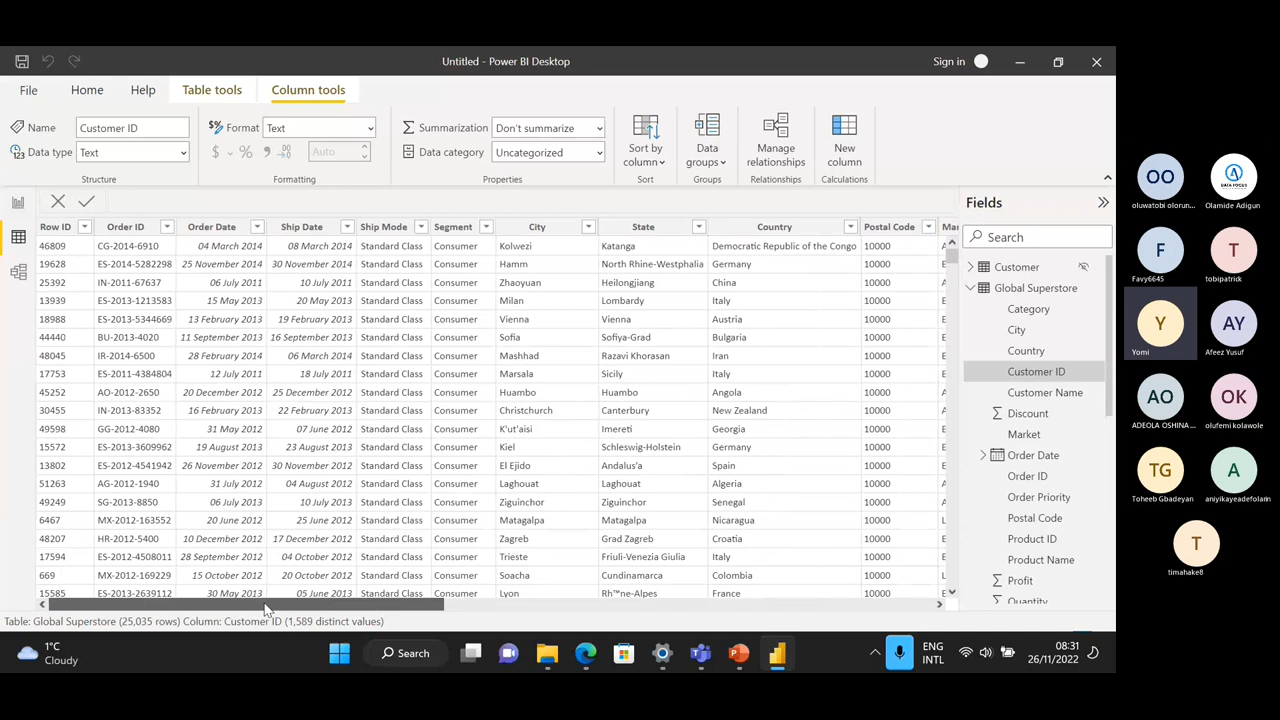 Untitled - Power BI Desktop
Sign in
File Home Help Table tools Column tools
Name Customer ID
Data type Text
Structure
$% Format Text
$ % Auto
Formatting
Summarization Don't summarize
Data category Uncategorized
Properties
Sort by column
Sort
Data groups
Groups
Manage relationships
Relationships
New column
Calculations
Row ID Order ID Order Date Ship Date Ship Mode Segment City State Country Postal Code Mar
46809 CG-2014-6910 04 March 2014 08 March 2014 Standard Class Consumer Kolwezi Katanga Democratic Republic of the Congo 10000
19628 ES-2014-5282298 25 November 2014 30 November 2014 Standard Class Consumer Hamm North Rhine-Westphalia Germany 10000
25392 IN-2011-67637 06 July 2011 10 July 2011 Standard Class Consumer Zhaoyuan Heilongjiang China 10000
13939 ES-2013-1213583 15 May 2013 20 May 2013 Standard Class Consumer Milan Lombardy Italy 10000
18988 ES-2013-5344669 13 February 2013 19 February 2013 Standard Class Consumer Vienna Vienna Austria 10000
44440 BU-2013-4020 11 September 2013 16 September 2013 Standard Class Consumer Sofia Sofiya-Grad Bulgaria 10000
48045 IR-2014-6500 28 February 2014 06 March 2014 Standard Class Consumer Mashhad Razavi Khorasan Iran 10000
17753 ES-2011-4384804 12 July 2011 18 July 2011 Standard Class Consumer Marsala Sicily Italy 10000
45252 AO-2012-2650 20 December 2012 25 December 2012 Standard Class Consumer Huambo Huambo Angola 10000
30455 IN-2013-83352 16 February 2013 22 February 2013 Standard Class Consumer Christchurch Canterbury New Zealand 10000
49598 GG-2012-4080 31 May 2012 07 June 2012 Standard Class Consumer K'ut'aisi Imereti Georgia 10000
15572 ES-2013-3609962 19 August 2013 23 August 2013 Standard Class Consumer Kiel Schleswig-Holstein Germany 10000
13802 ES-2012-4541942 26 November 2012 30 November 2012 Standard Class Consumer El Ejido Andalus'a Spain 10000
51263 AG-2012-1940 31 July 2012 04 August 2012 Standard Class Consumer Laghouat Laghouat Algeria 10000
49249 SG-2013-8850 06 July 2013 10 July 2013 Standard Class Consumer Ziguinchor Ziguinchor Senegal 10000
6467 MX-2012-163552 20 June 2012 25 June 2012 Standard Class Consumer Matagalpa Matagalpa Nicaragua 10000
48207 HR-2012-5400 10 December 2012 17 December 2012 Standard Class Consumer Zagreb Grad Zagreb Croatia 10000
17594 ES-2012-4508011 28 September 2012 04 October 2012 Standard Class Consumer Trieste Friuli-Venezia Giulia Italy 10000
669 MX-2012-169229 15 October 2012 20 October 2012 Standard Class Consumer Soacha Cundinamarca Colombia 10000
15585 ES-2013-2639112 30 May 2013 05 June 2013 Standard Class Consumer Lyon Rh™ne-Alpes France 10000
Table: Global Superstore (25,035 rows) Column: Customer ID (1,589 distinct values)
Fields
Search
Customer
Global Superstore
Category
City
Country
Customer ID
Customer Name
Discount
Market
Order Date
Order ID
Order Priority
Postal Code
Product ID
Product Name
Profit
Quantity
1°C
Cloudy
Search
ENG
INTL
08:31
26/11/2022
OO
oluwatobi olorun...
DATA FOCUS
Olamide Adigun
F
Favy6645
T
tobipatrick
Y
Yomi
AY
Afeez Yusuf
AO
ADEOLA OSHINA ...
OK
olufemi kolawole
TG
Toheeb Gbadeyan
A
aniyikayeadefolarin
T
timahake8